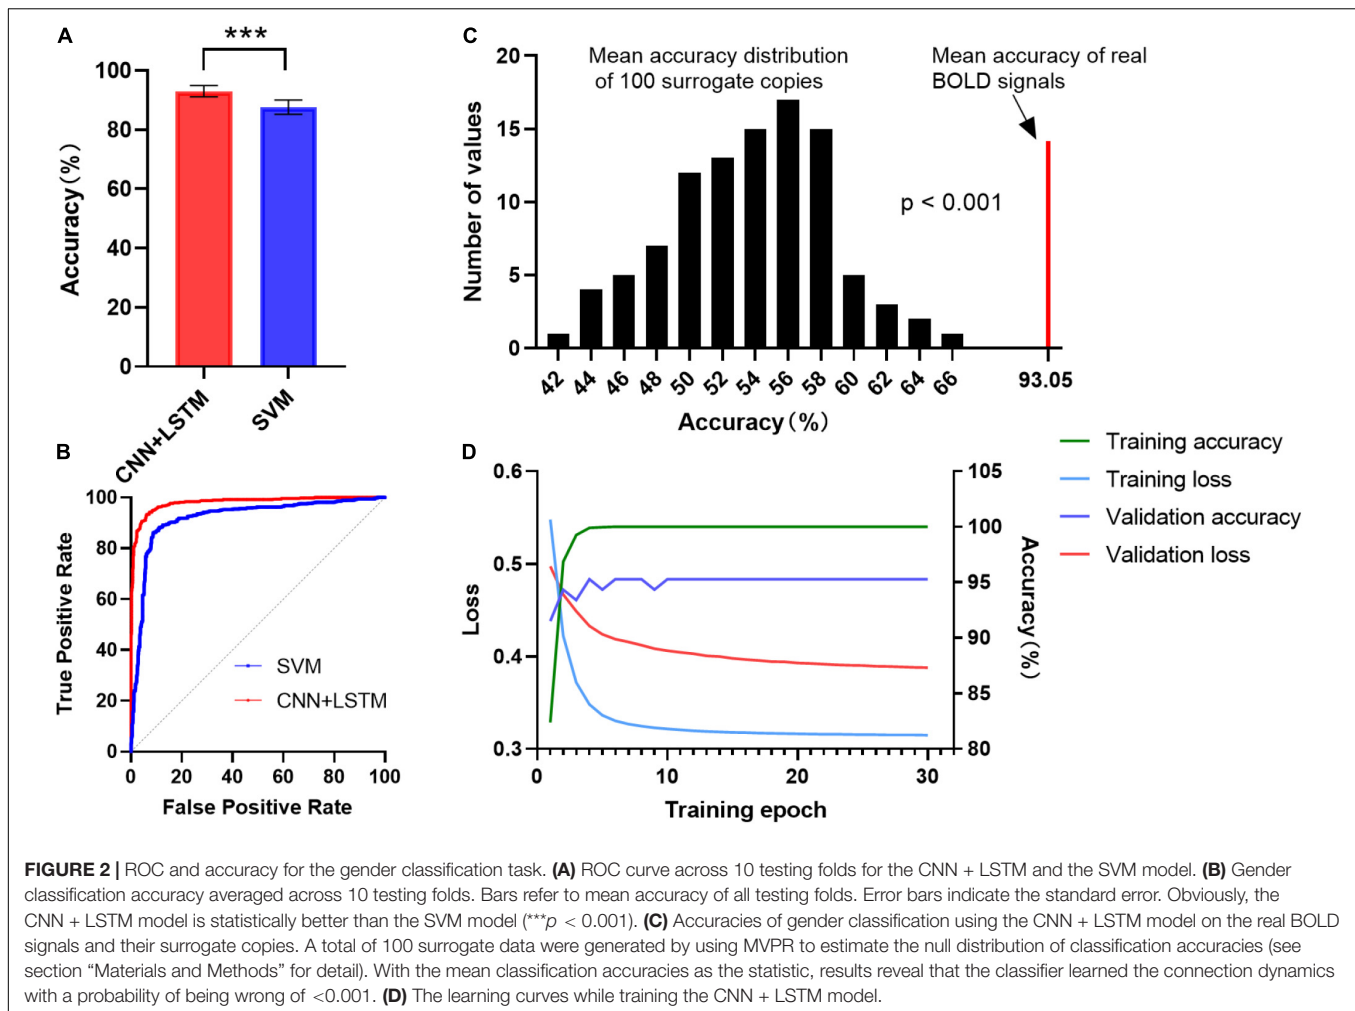 A
***
Accuracy(%)
100
80
60
40
20
0
CNN+LSTM
SVM
C
Mean accuracy distribution
of 100 surrogate copies
Mean accuracy of real
BOLD signals
p < 0.001
Number of values
20
15
10
5
0
42 44 46 48 50 52 54 56 58 60 62 64 66 93.05
Accuracy(%)
B
True Positive Rate
100
80
60
40
20
0
SVM
CNN+LSTM
0 20 40 60 80 100
False Positive Rate
D
Loss
0.6
0.5
0.4
0.3
105
100
95
90
85
80
Accuracy(%)
0 10 20 30
Training epoch
Training accuracy
Training loss
Validation accuracy
Validation loss
FIGURE 2 | ROC and accuracy for the gender classification task. (A) ROC curve across 10 testing folds for the CNN + LSTM and the SVM model. (B) Gender
classification accuracy averaged across 10 testing folds. Bars refer to mean accuracy of all testing folds. Error bars indicate the standard error. Obviously, the
CNN + LSTM model is statistically better than the SVM model (***p < 0.001). (C) Accuracies of gender classification using the CNN + LSTM model on the real BOLD
signals and their surrogate copies. A total of 100 surrogate data were generated by using MVPR to estimate the null distribution of classification accuracies (see
section “Materials and Methods” for detail). With the mean classification accuracies as the statistic, results reveal that the classifier learned the connection dynamics
with a probability of being wrong of <0.001. (D) The learning curves while training the CNN + LSTM model.